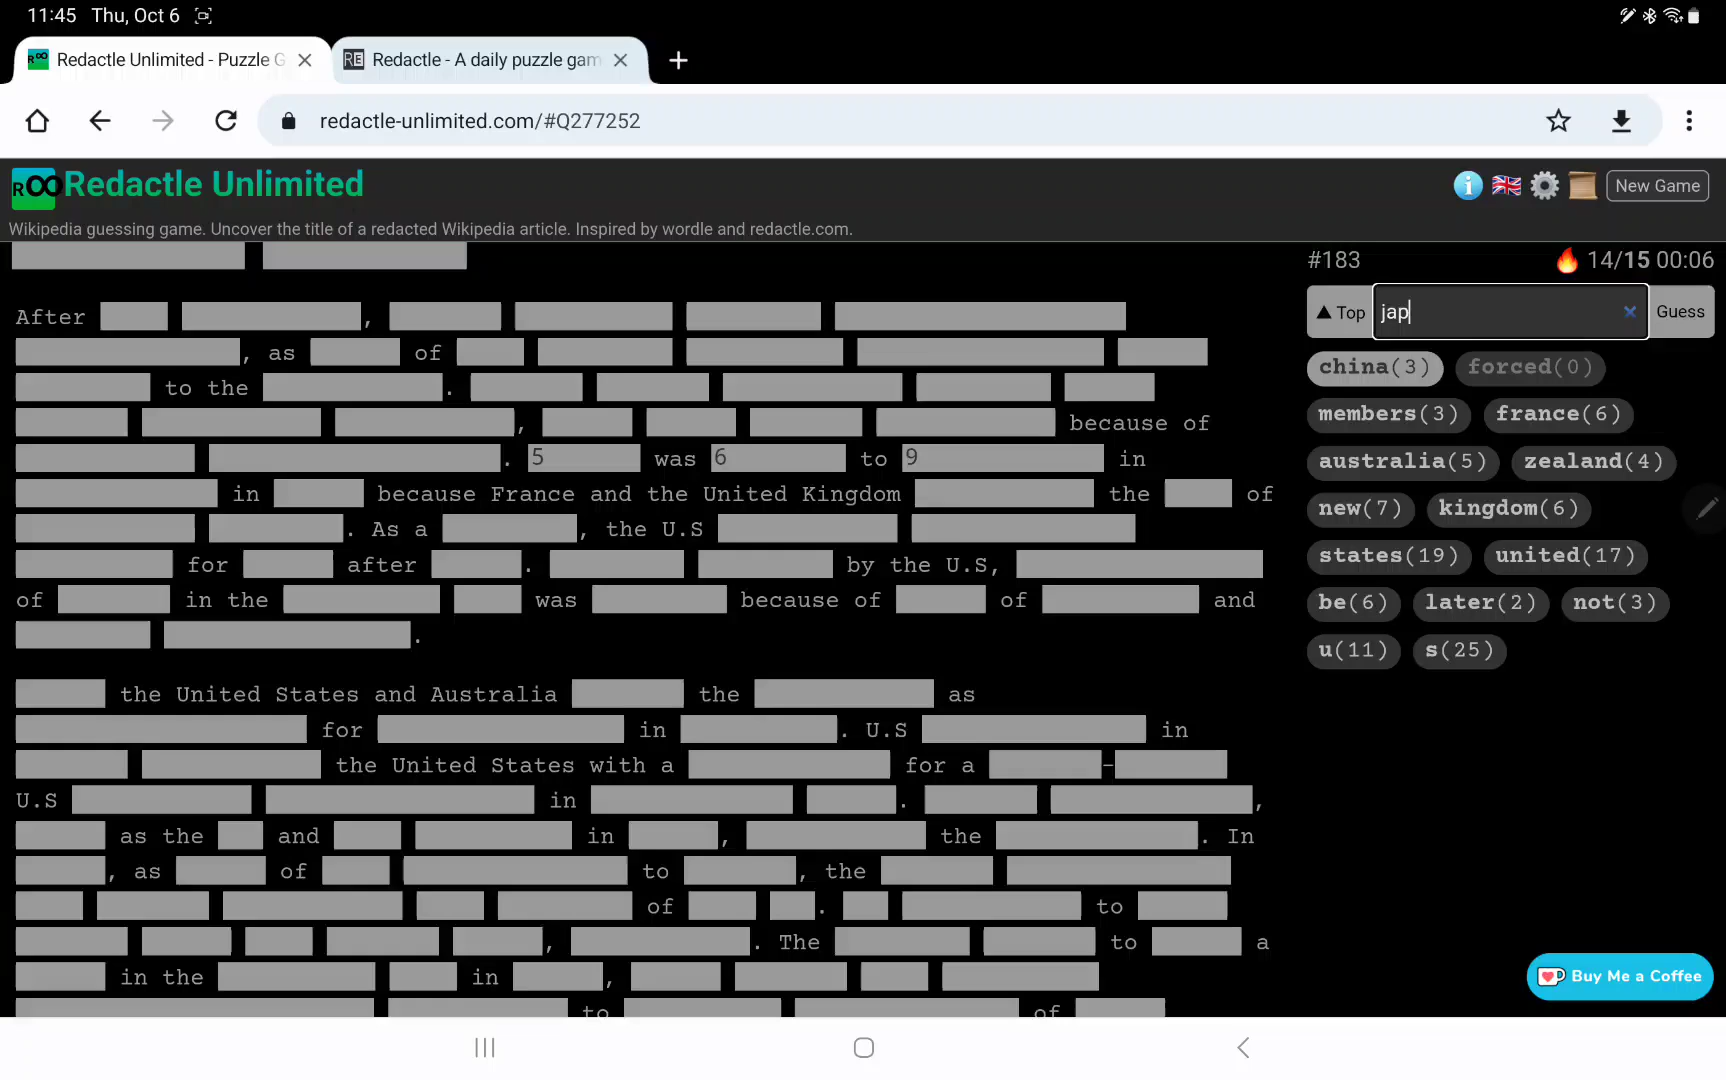 11:45 Thu, Oct 6
Redactle Unlimited - Puzzle G
RE Redactle - A daily puzzle gam
redactle-unlimited.com/#Q277252
R∞ Redactle Unlimited
New Game
Wikipedia guessing game. Uncover the title of a redacted Wikipedia article. Inspired by wordle and redactle.com.
#183 14/15 00:06
▲ Top jap Guess
china(3) forced(0)
members(3) france(6)
australia(5) zealand(4)
new(7) kingdom(6)
states(19) united(17)
be(6) later(2) not(3)
u(11) s(25)
After ,
, as of
to the .
, because of
. 5 was 6 to 9 in
in because France and the United Kingdom the of
. As a , the U.S
for after . by the U.S,
of in the was because of of and
.
the United States and Australia the as
for in . U.S in
the United States with a for a -
U.S in . ,
as the and in , the . In
, as of to , the
of . to
, . The to a
in the in ,
to of
Buy Me a Coffee